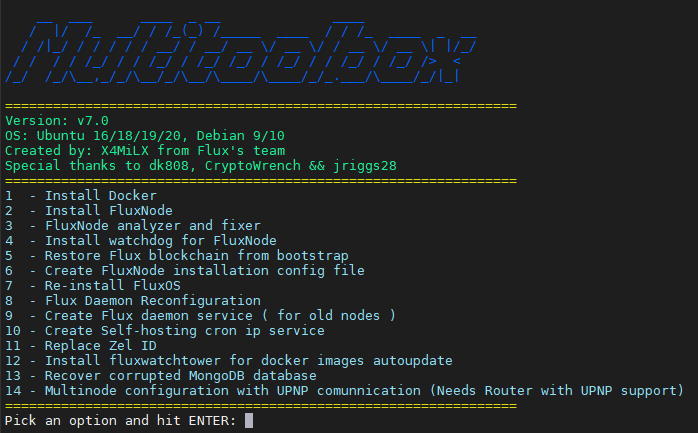 MultiToolbox
================================================================
Version: v7.0
OS: Ubuntu 16/18/19/20, Debian 9/10
Created by: X4MiLX from Flux's team
Special thanks to dk808, CryptoWrench && jriggs28
================================================================
1  - Install Docker
2  - Install FluxNode
3  - FluxNode analyzer and fixer
4  - Install watchdog for FluxNode
5  - Restore Flux blockchain from bootstrap
6  - Create FluxNode installation config file
7  - Re-install FluxOS
8  - Flux Daemon Reconfiguration
9  - Create Flux daemon service ( for old nodes )
10 - Create Self-hosting cron ip service
11 - Replace Zel ID
12 - Install fluxwatchtower for docker images autoupdate
13 - Recover corrupted MongoDB database
14 - Multinode configuration with UPNP comunnication (Needs Router with UPNP support)
================================================================
Pick an option and hit ENTER: